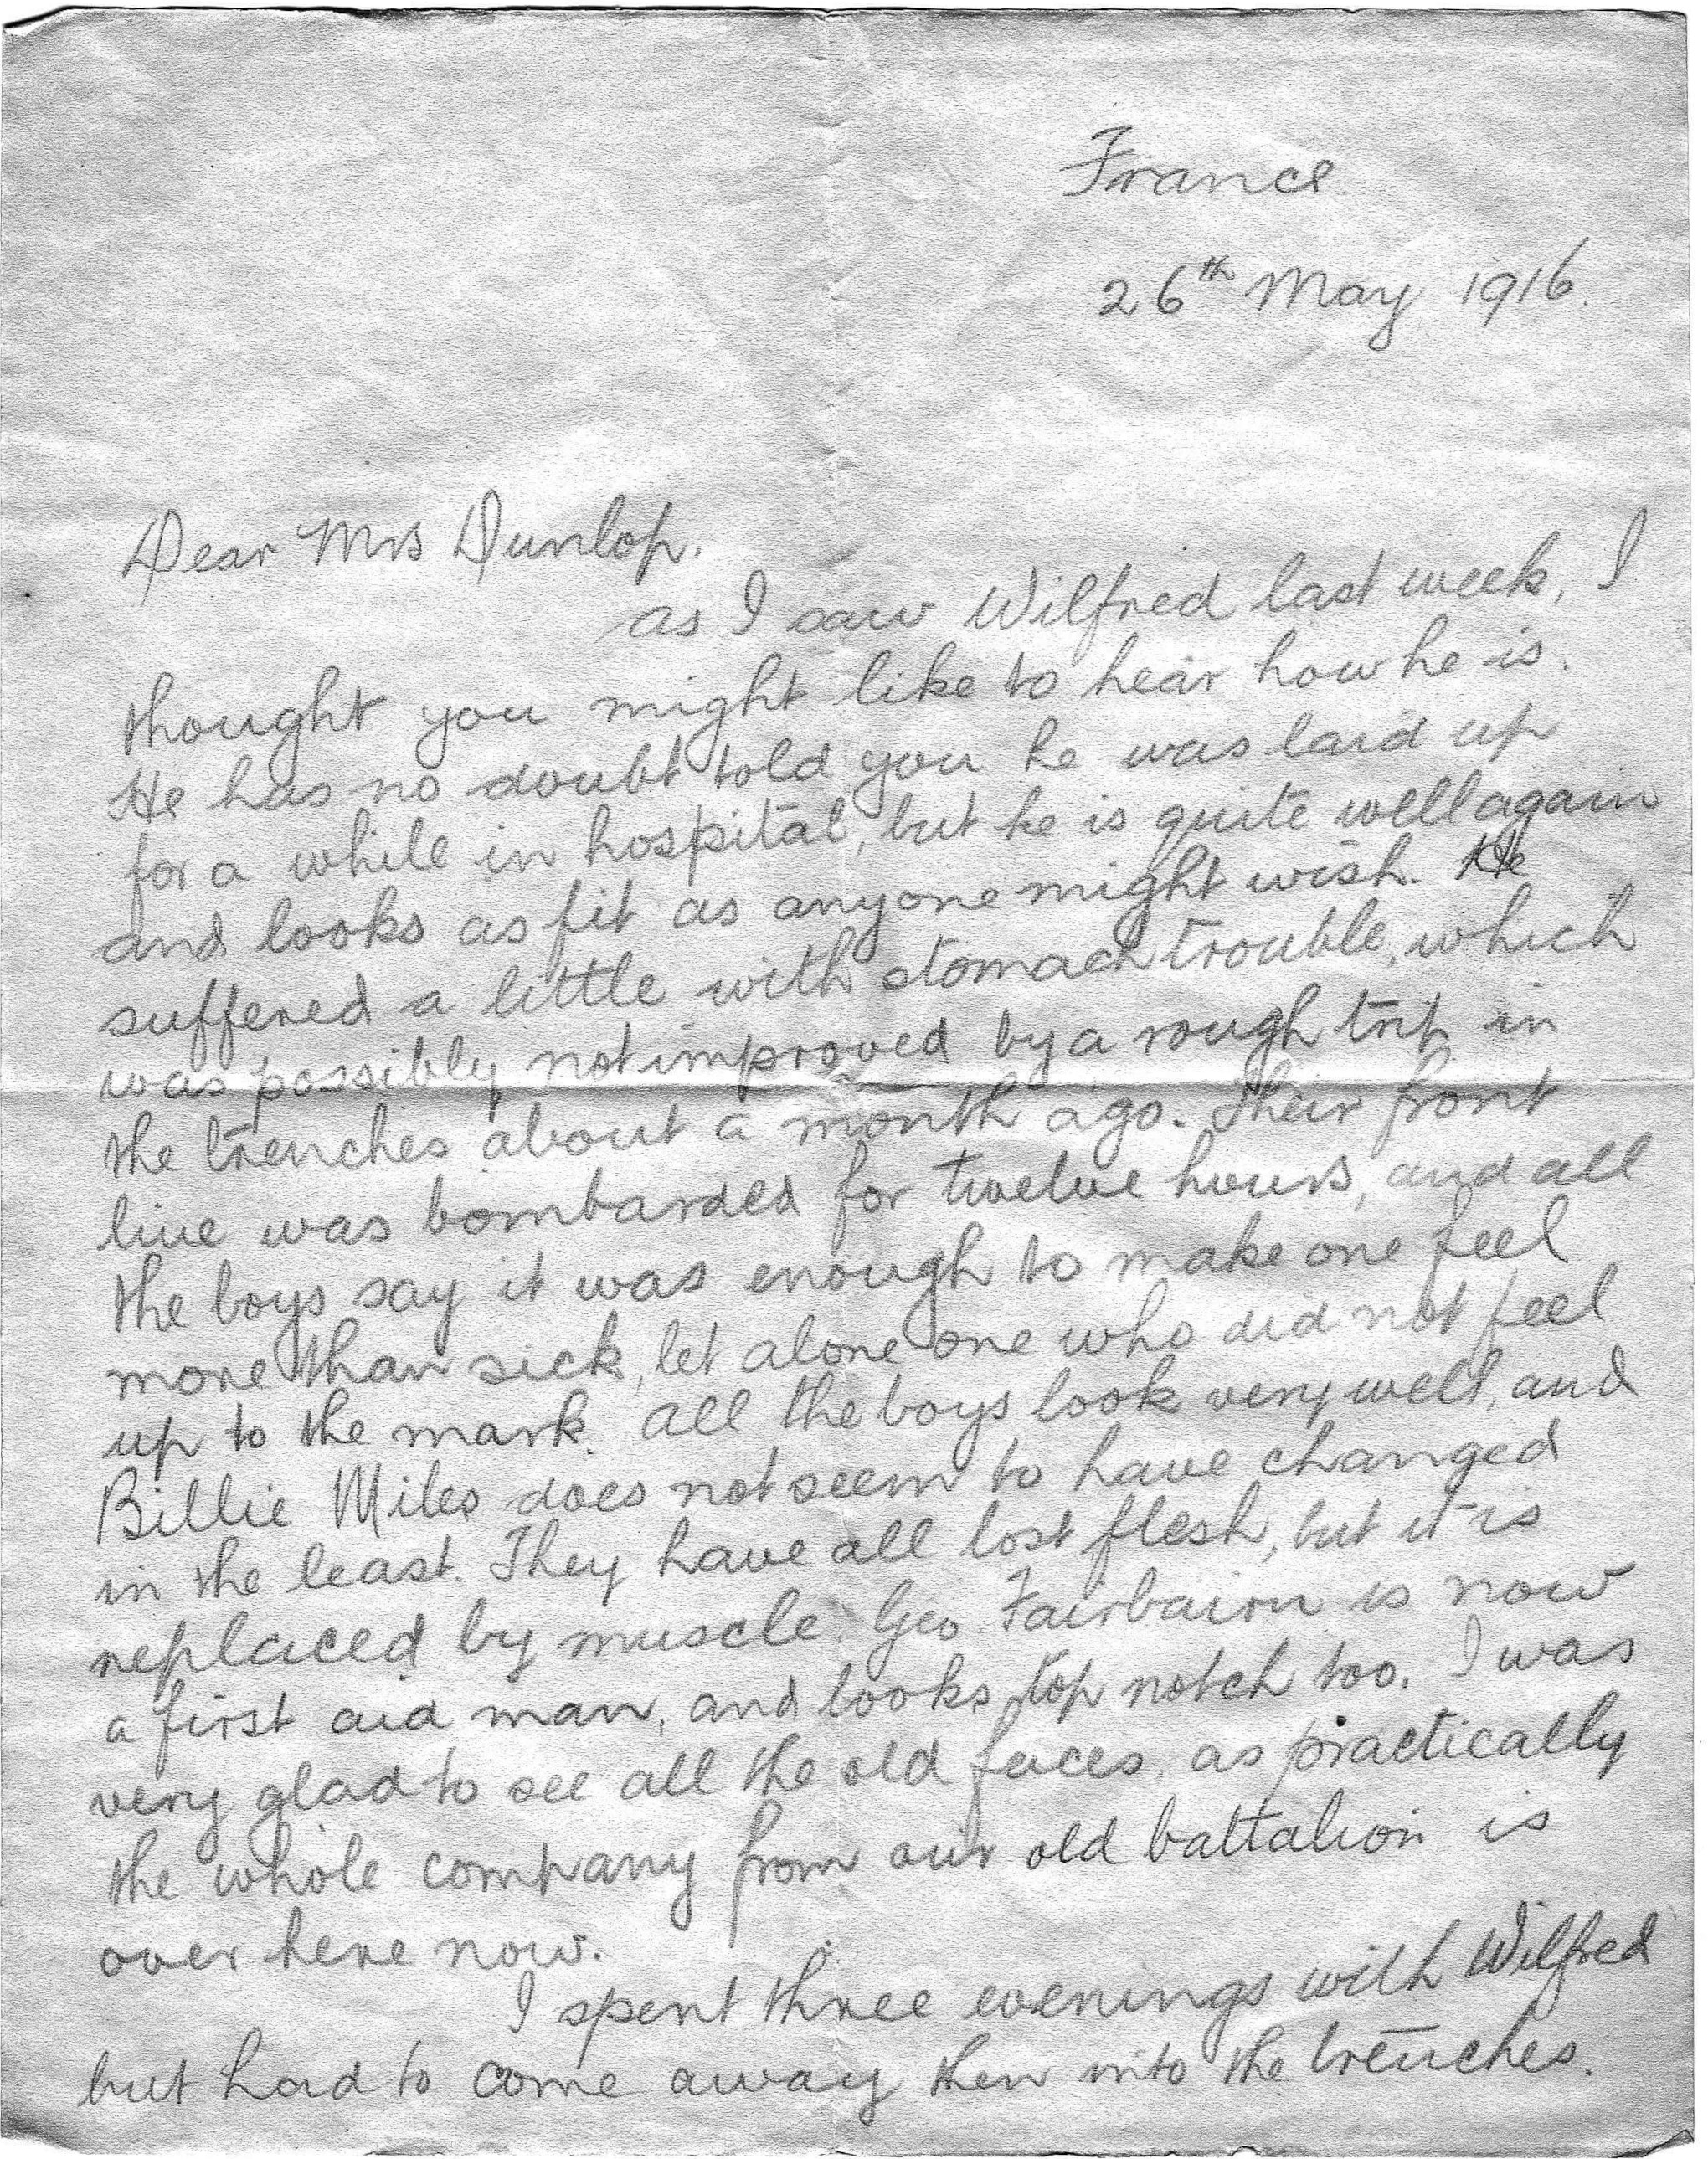 France.
26th May 1916.
Dear Mrs Dunlop.
as I saw Wilfred last week, I
thought you might like to hear how he is.
He has no doubt told you he was laid up
for a while in hospital, but he is quite well again
and looks as fit as anyone might wish. He
suffered a little with stomach trouble, which
was possibly not improved by a rough trip in
the trenches about a month ago. Their front
line was bombarded for twelve hours, and all
the boys say it was enough to make one feel
more than sick, let alone one who did not feel
up to the mark. All the boys look very well, and
Billie Miles does not seem to have changed
in the least. They have all lost flesh, but it is
replaced by muscle. Geo. Fairbairn is now
a first aid man, and looks top notch too. I was
very glad to see all the old faces, as practically
the whole company from our old battalion is
over here now.
I spent three evenings with Wilfred
but had to come away then into the trenches.